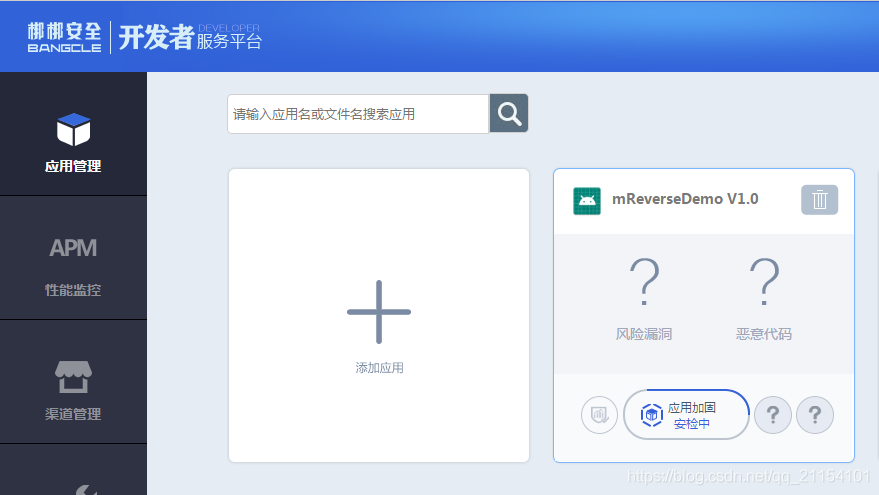 梆梆安全
BANGCLE
开发者
DEVELOPER
服务平台
请输入应用名或文件名搜索应用
应用管理
APM
性能监控
渠道管理
添加应用
mReverseDemo V1.0
? ?
风险漏洞 恶意代码
应用加固
安检中
? ?
https://blog.csdn.net/qq_21154101